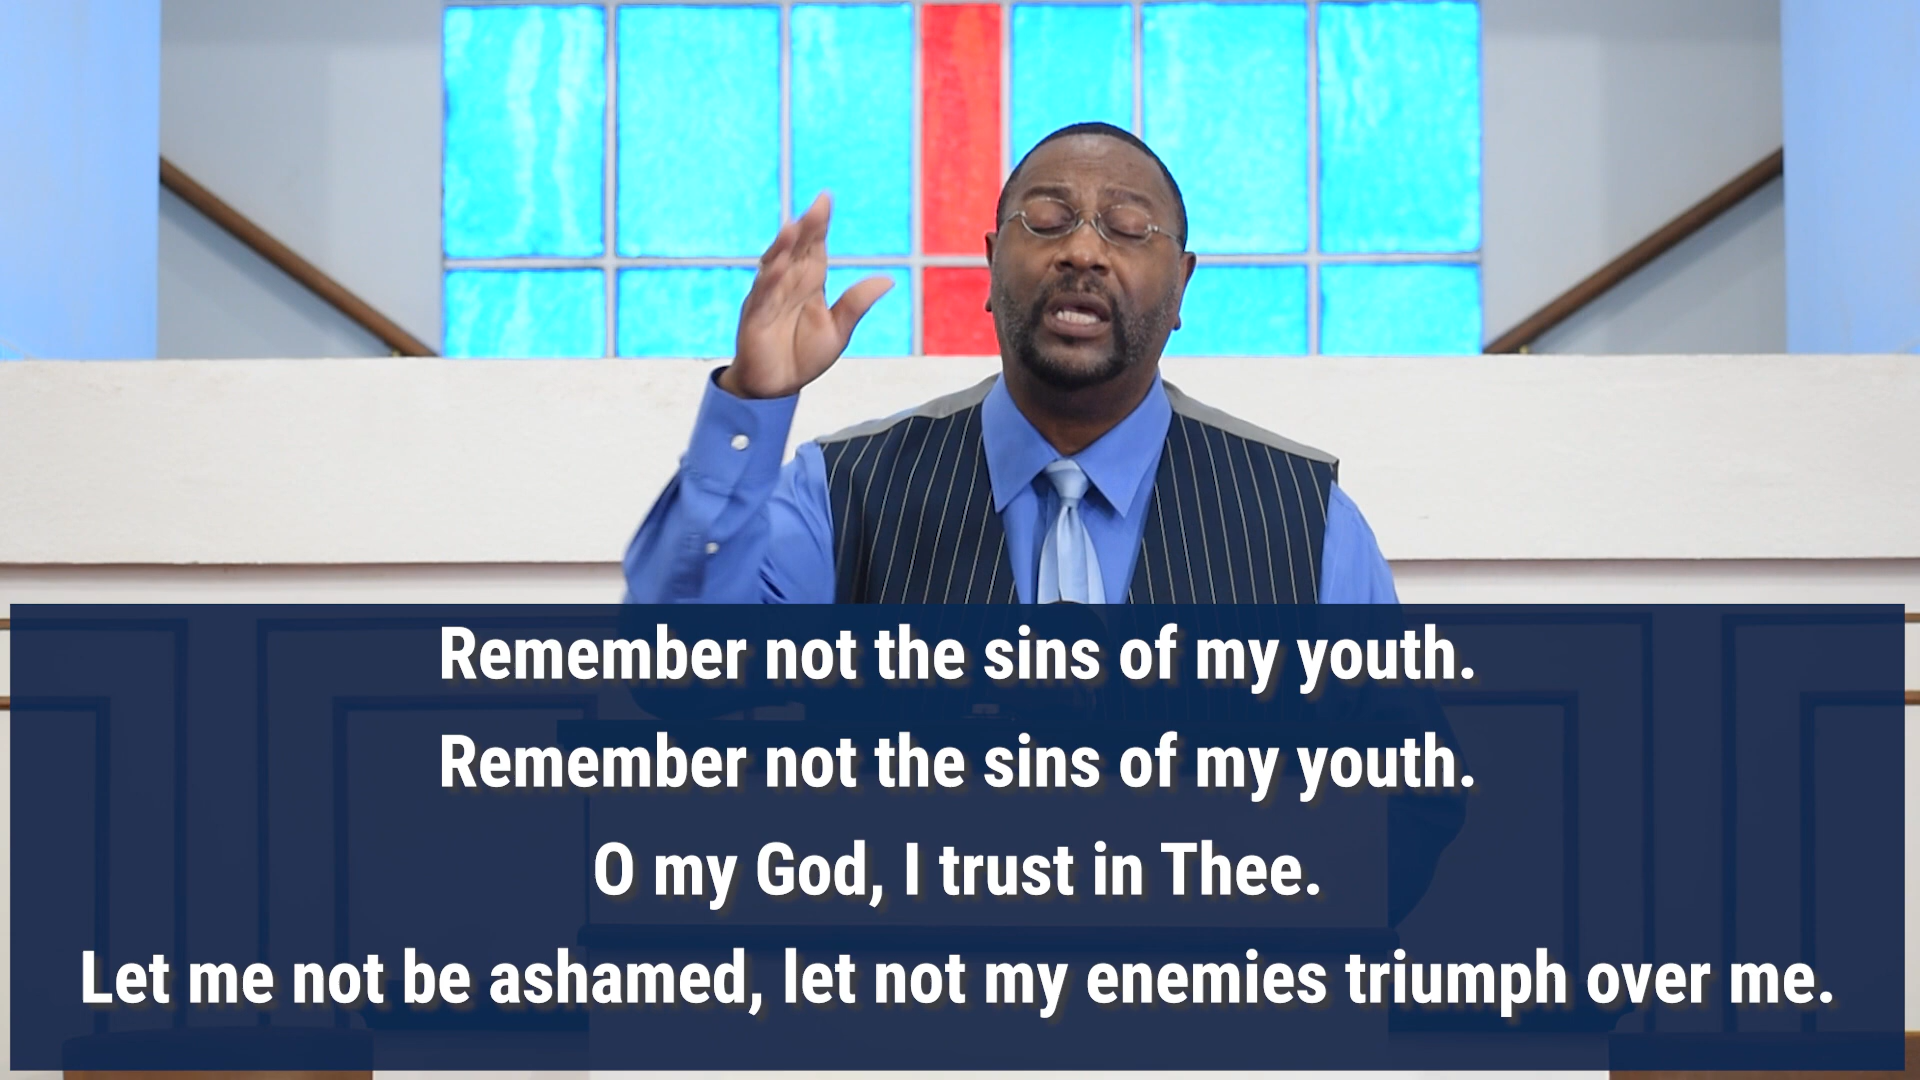 Remember not the sins of my youth.
Remember not the sins of my youth.
O my God, I trust in Thee.
Let me not be ashamed, let not my enemies triumph over me.